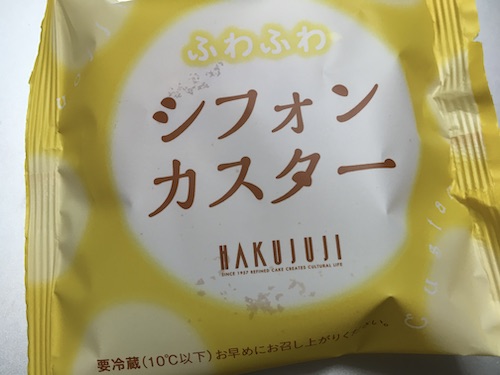 ふわふわ
シフォン
カスター
HAKUJUJI
SINCE 1927 REFINED CAKE CREATES CULTURAL LIFE
要冷蔵(10℃以下)お早めにお召し上がりください。